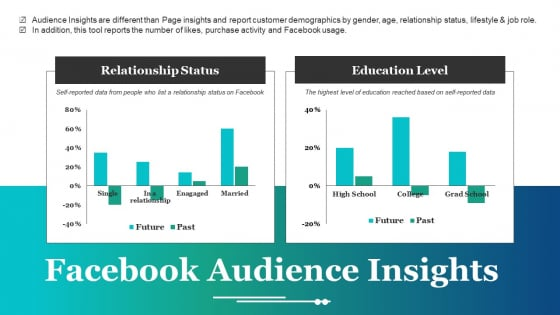 Audience Insights are different than Page insights and report customer demographics by gender, age, relationship status, lifestyle & job role.
In addition, this tool reports the number of likes, purchase activity and Facebook usage.
Relationship Status
Self-reported data from people who list a relationship status on Facebook
80%
60%
40%
20%
0%
-20%
-40%
Single
In a
relationship
Enagaged
Married
Future
Past
Education Level
The highest level of education reached based on self-reported data
40%
20%
0%
-20%
High School
College
Grad School
Future
Past
Facebook Audience Insights